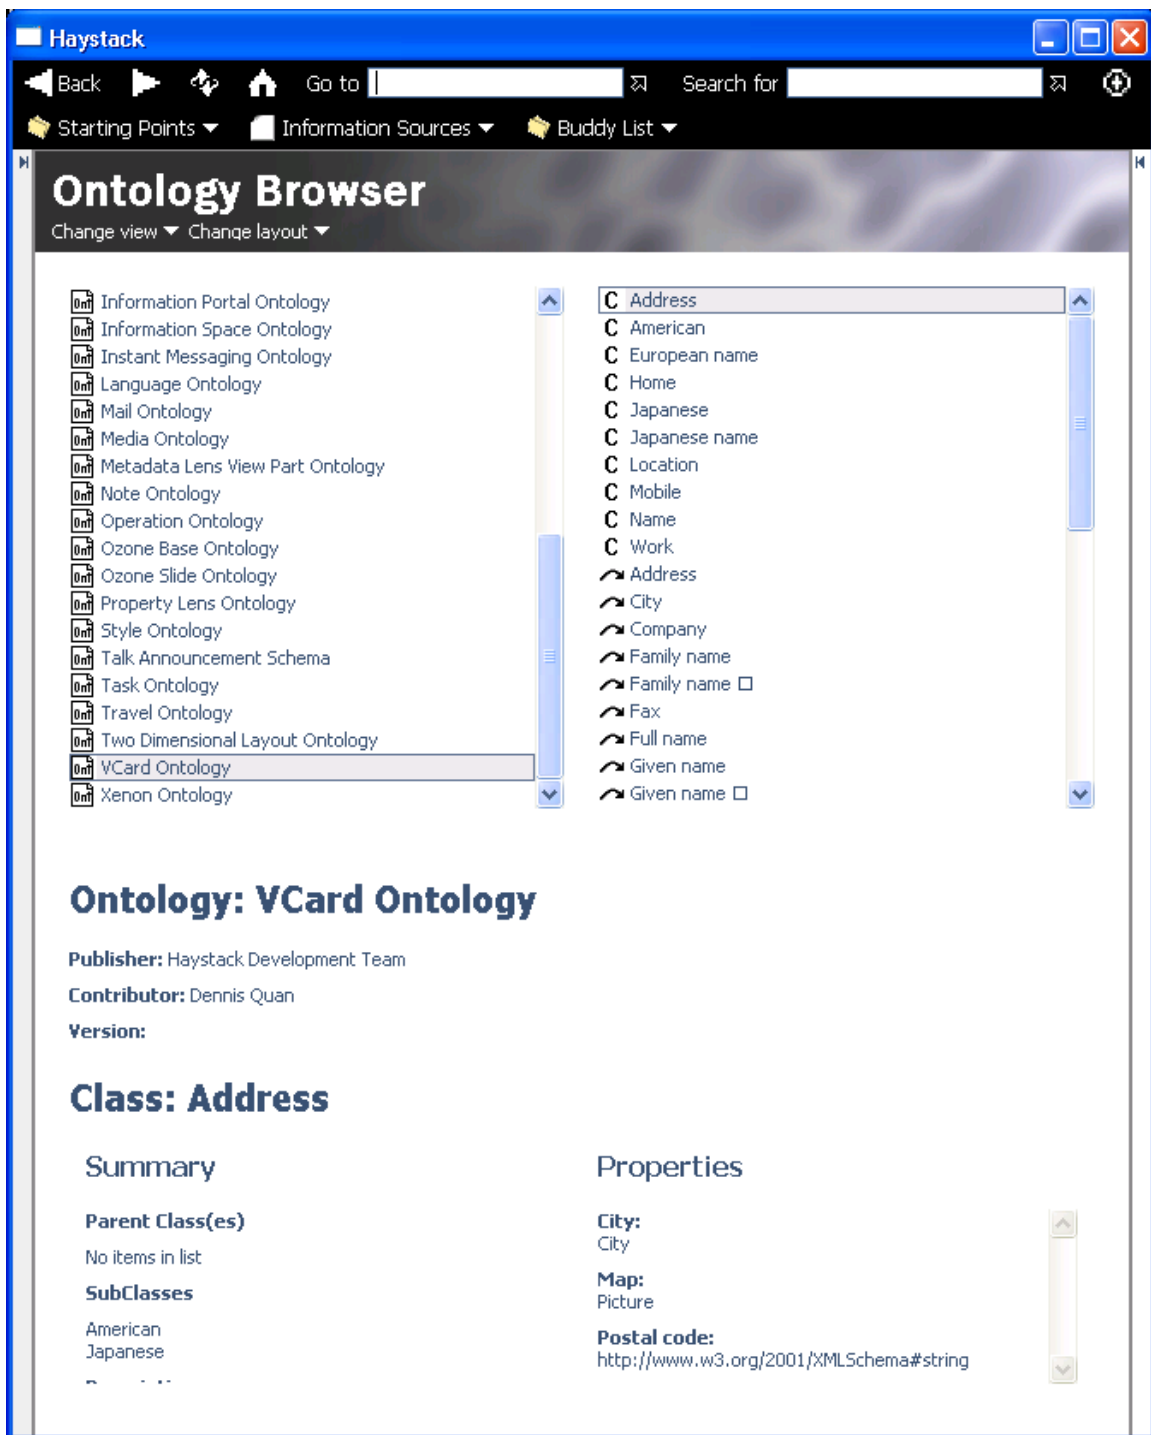 Haystack
Back Go to Search for
Starting Points Information Sources Buddy List
Ontology Browser
Change view Change layout
Information Portal Ontology
Information Space Ontology
Instant Messaging Ontology
Language Ontology
Mail Ontology
Media Ontology
Metadata Lens View Part Ontology
Note Ontology
Operation Ontology
Ozone Base Ontology
Ozone Slide Ontology
Property Lens Ontology
Style Ontology
Talk Announcement Schema
Task Ontology
Travel Ontology
Two Dimensional Layout Ontology
VCard Ontology
Xenon Ontology
C Address
C American
C European name
C Home
C Japanese
C Japanese name
C Location
C Mobile
C Name
C Work
Address
City
Company
Family name
Family name □
Fax
Full name
Given name
Given name □
Ontology: VCard Ontology
Publisher: Haystack Development Team
Contributor: Dennis Quan
Version:
Class: Address
Summary
Parent Class(es)
No items in list
SubClasses
American
Japanese
Properties
City:
City
Map:
Picture
Postal code:
http://www.w3.org/2001/XMLSchema#string